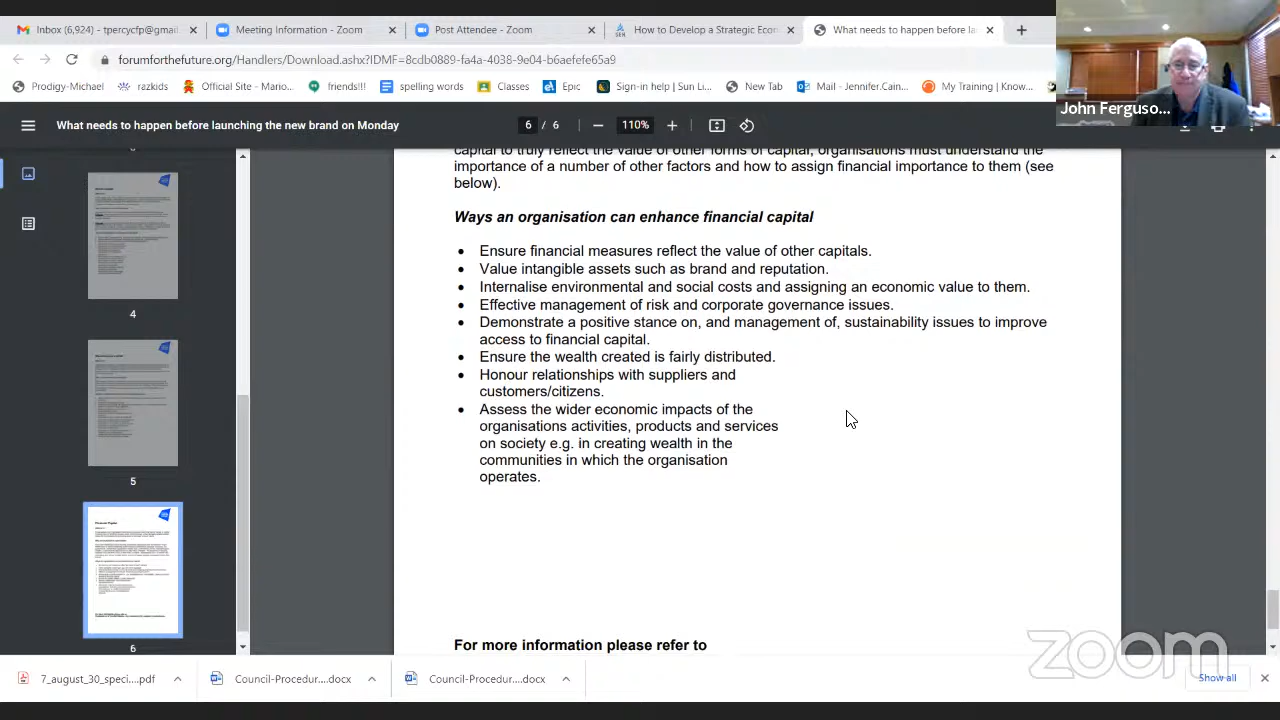 Inbox (6,924) - tpercycfp@gmail
Meeting Information - Zoom
Post Attendee - Zoom
How to Develop a Strategic Econ
What needs to happen before la
forumforthefuture.org/Handlers/Download.ashx?IDMF=8cdfb989-fa4a-4038-9e04-b6aefefe65a9
Prodigy-Michae
razkids
Official Site - Mario...
friends!!!
spelling words
Classes
Epic
Sign-in help | Sun Li...
New Tab
Mail - Jennifer.Cain...
My Training | Know...
John Ferguso...
What needs to happen before launching the new brand on Monday
6 / 6
110%
4
5
6
capital to truly reflect the value of other forms of capital, organisations must understand the
importance of a number of other factors and how to assign financial importance to them (see
below).
Ways an organisation can enhance financial capital
• Ensure financial measures reflect the value of other capitals.
• Value intangible assets such as brand and reputation.
• Internalise environmental and social costs and assigning an economic value to them.
• Effective management of risk and corporate governance issues.
• Demonstrate a positive stance on, and management of, sustainability issues to improve
access to financial capital.
• Ensure the wealth created is fairly distributed.
• Honour relationships with suppliers and
customers/citizens.
• Assess the wider economic impacts of the
organisations activities, products and services
on society e.g. in creating wealth in the
communities in which the organisation
operates.
For more information please refer to
zoom
7_august_30_speci....pdf
Council-Procedur....docx
Council-Procedur....docx
Show all